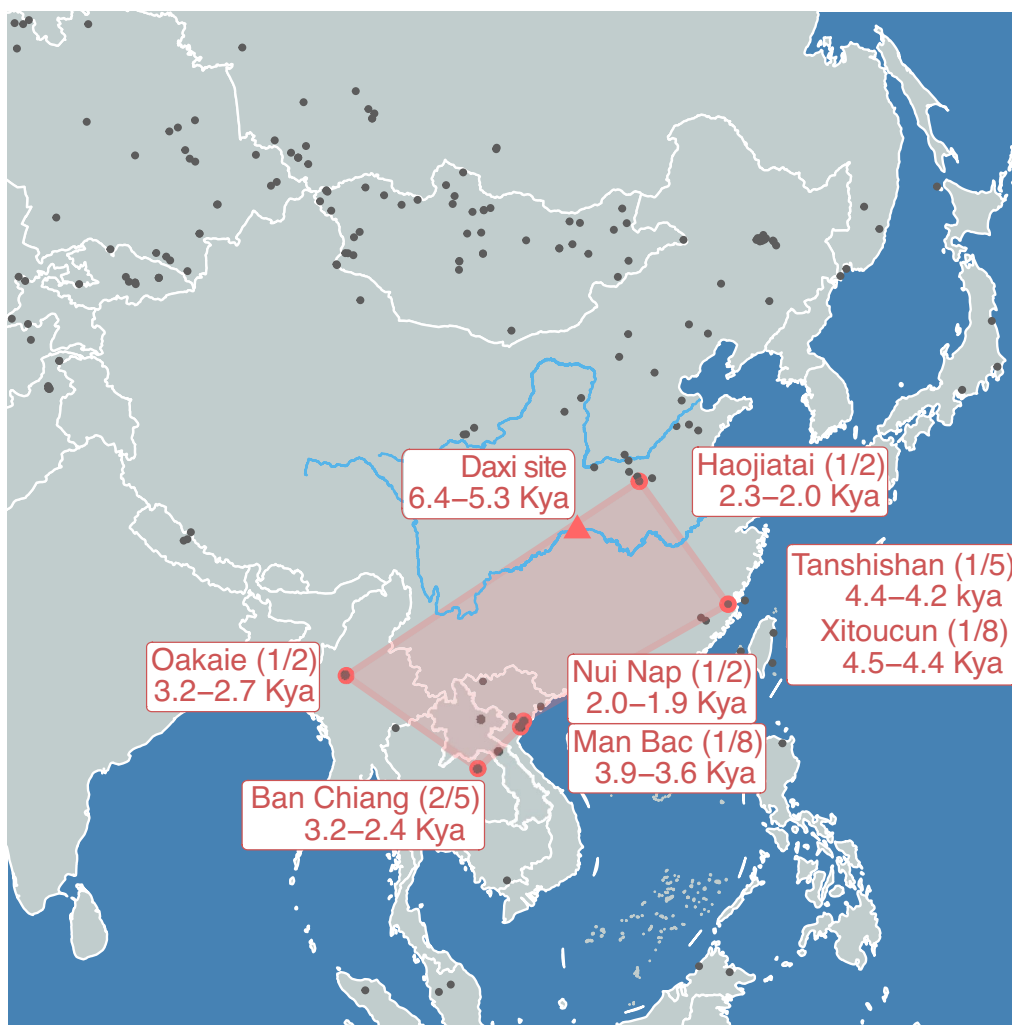 Daxi site
6.4–5.3 Kya
Haojiatai (1/2)
2.3–2.0 Kya
Tanshishan (1/5)
4.4–4.2 kya
Xitoucun (1/8)
4.5–4.4 Kya
Oakaie (1/2)
3.2–2.7 Kya
Nui Nap (1/2)
2.0–1.9 Kya
Man Bac (1/8)
3.9–3.6 Kya
Ban Chiang (2/5)
3.2–2.4 Kya